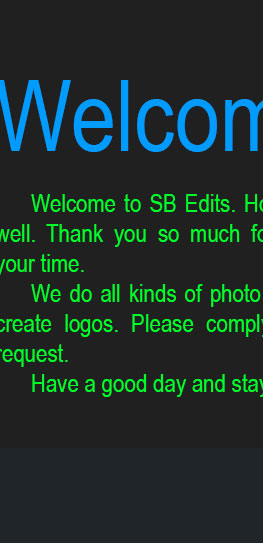 Welcom
Welcome to SB Edits. Ho
well. Thank you so much fo
your time.
We do all kinds of photo
create logos. Please comply
request.
Have a good day and stay